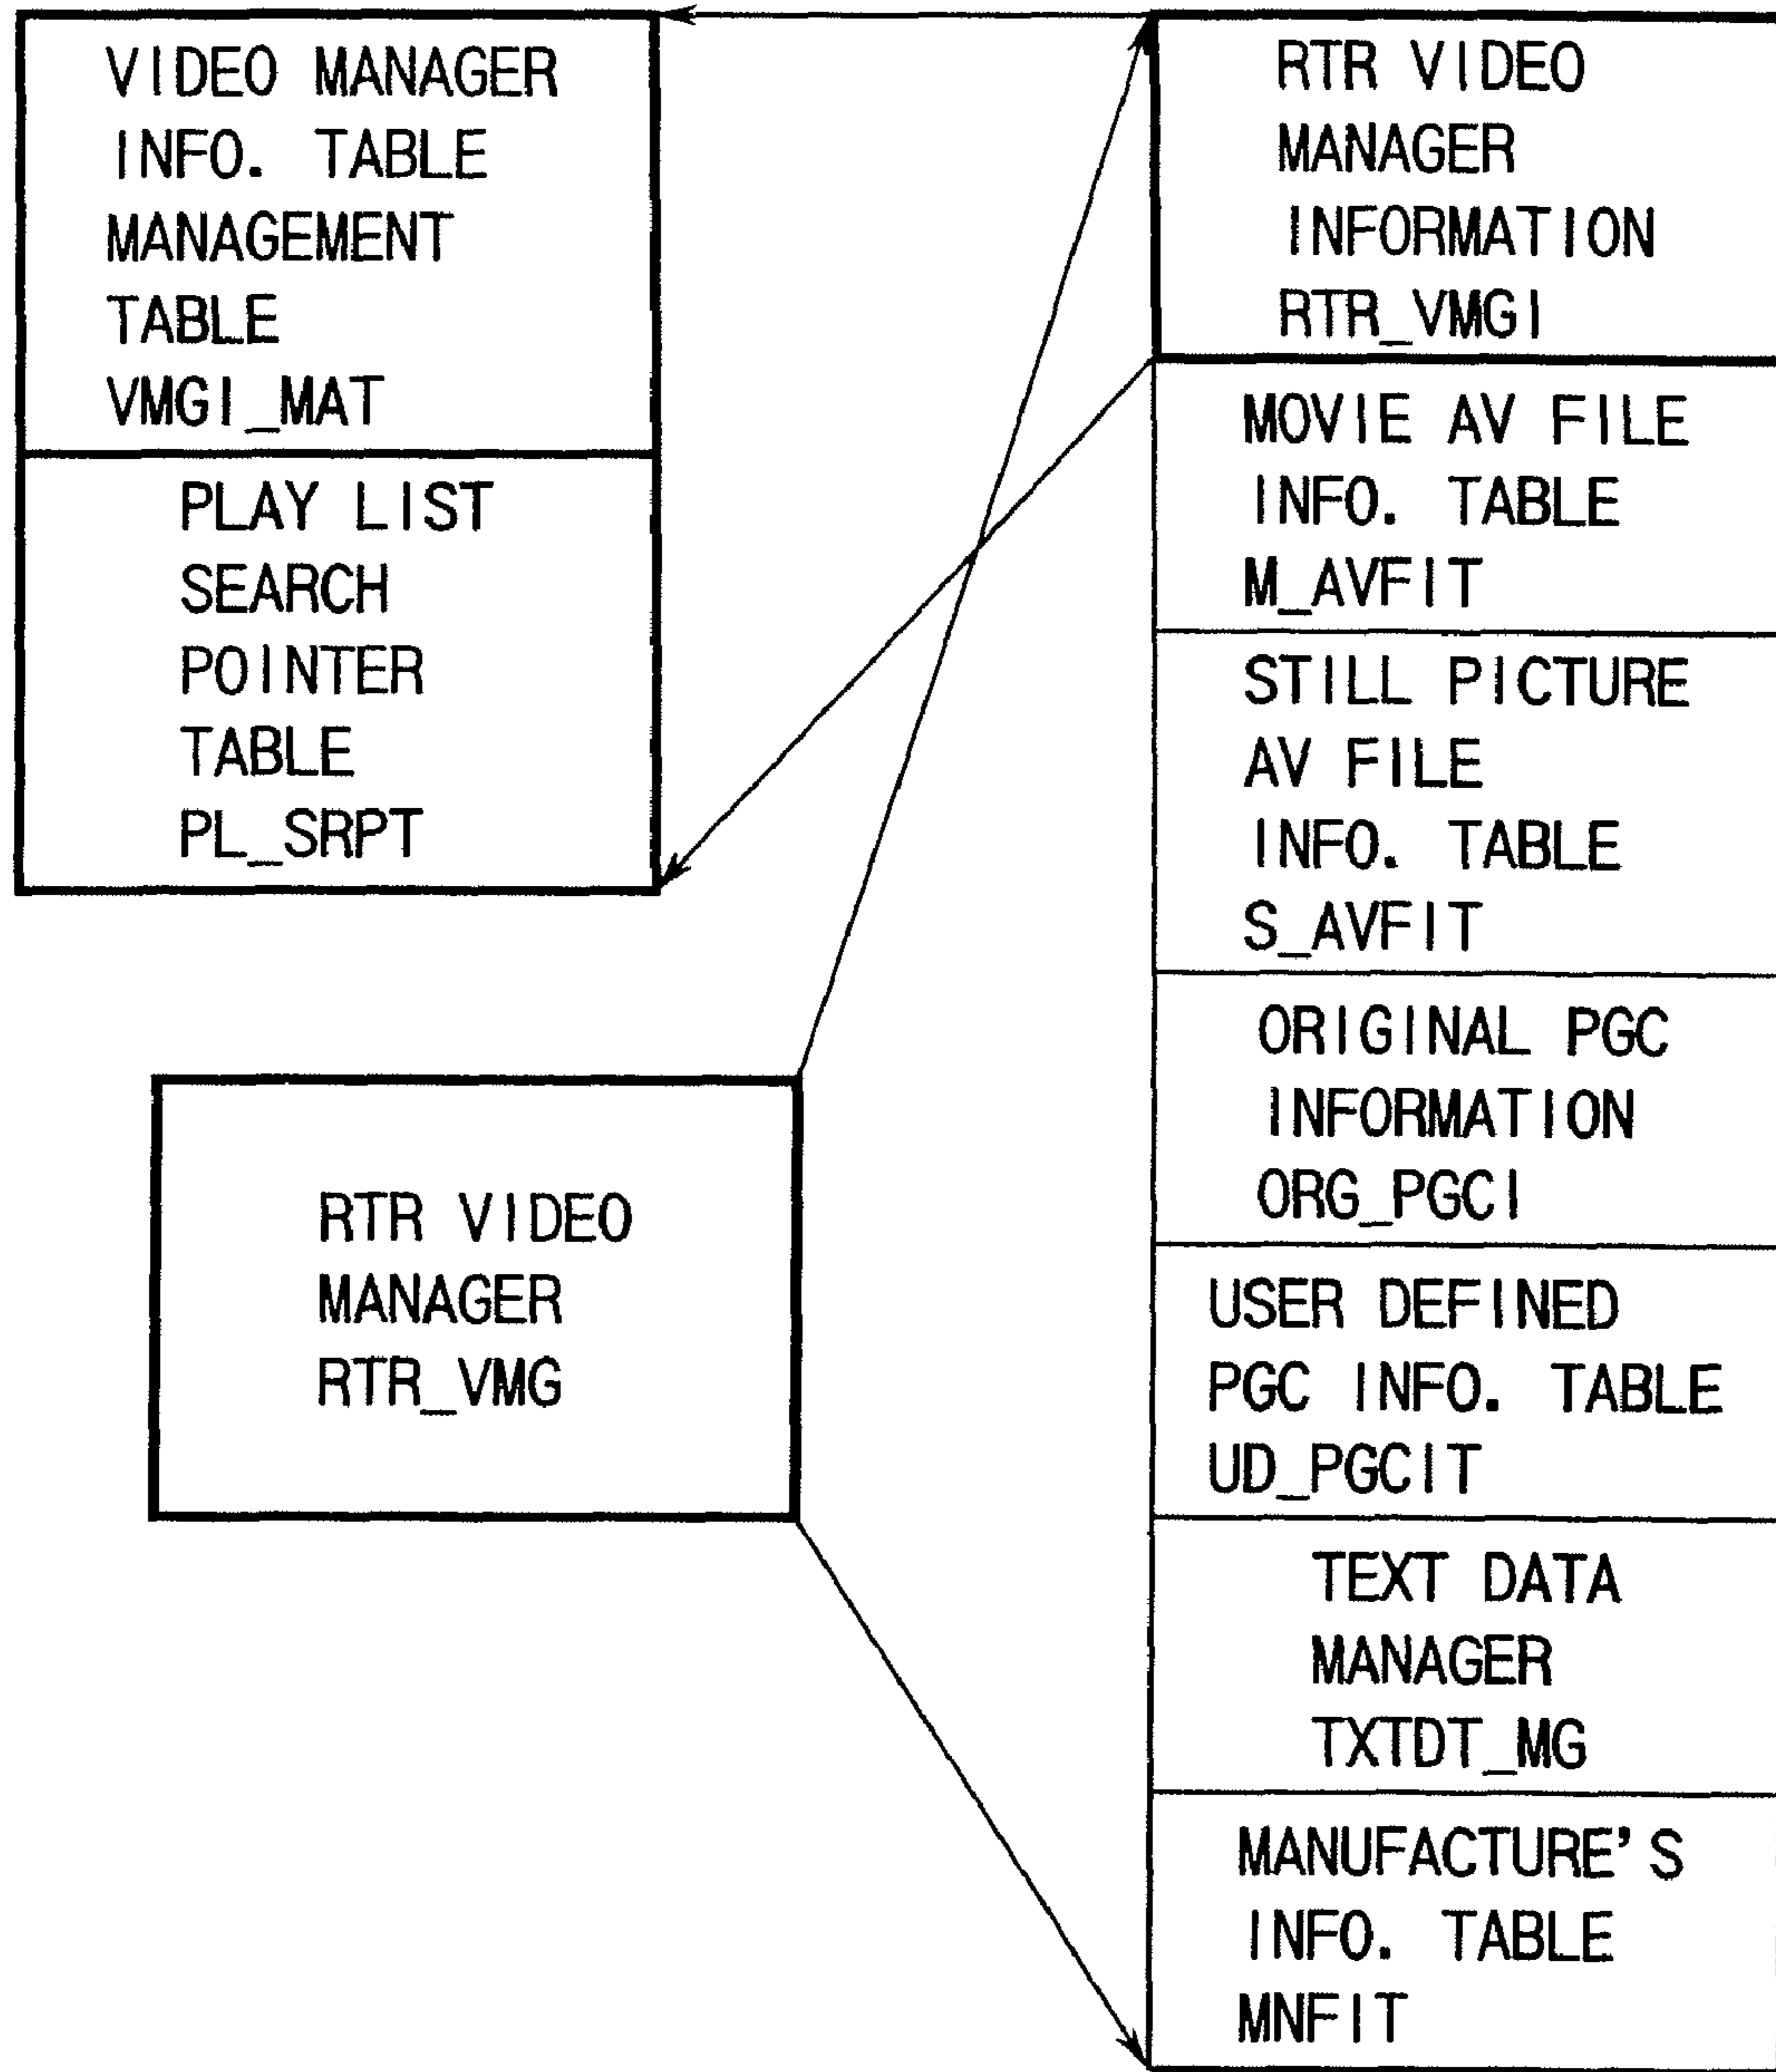 VIDEO MANAGER
INFO. TABLE
MANAGEMENT
TABLE
VMGI_MAT
PLAY LIST
SEARCH
POINTER
TABLE
PL_SRPT
RTR VIDEO
MANAGER
RTR_VMG
RTR VIDEO
MANAGER
INFORMATION
RTR_VMGI
MOVIE AV FILE
INFO. TABLE
M_AVFIT
STILL PICTURE
AV FILE
INFO. TABLE
S_AVFIT
ORIGINAL PGC
INFORMATION
ORG_PGCI
USER DEFINED
PGC INFO. TABLE
UD_PGCIT
TEXT DATA
MANAGER
TXTDT_MG
MANUFACTURE'S
INFO. TABLE
MNFIT